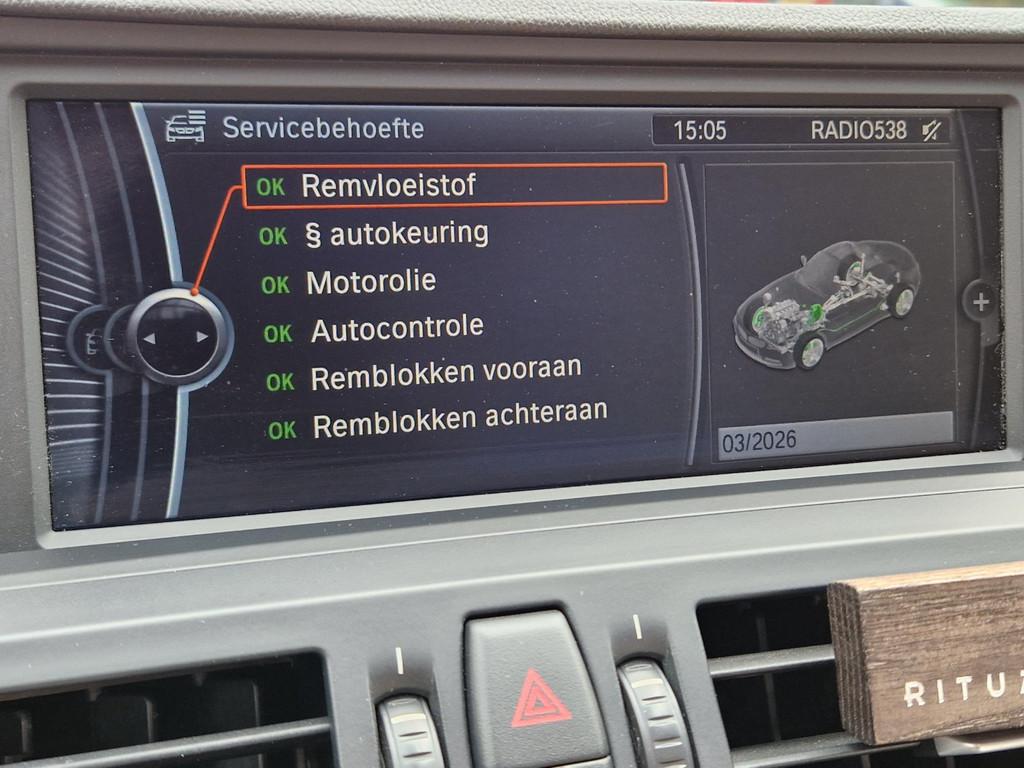 Servicebehoefte
15:05
RADIO538
OK Remvloeistof
OK § autokeuring
OK Motorolie
OK Autocontrole
OK Remblokken vooraan
OK Remblokken achteraan
03/2026